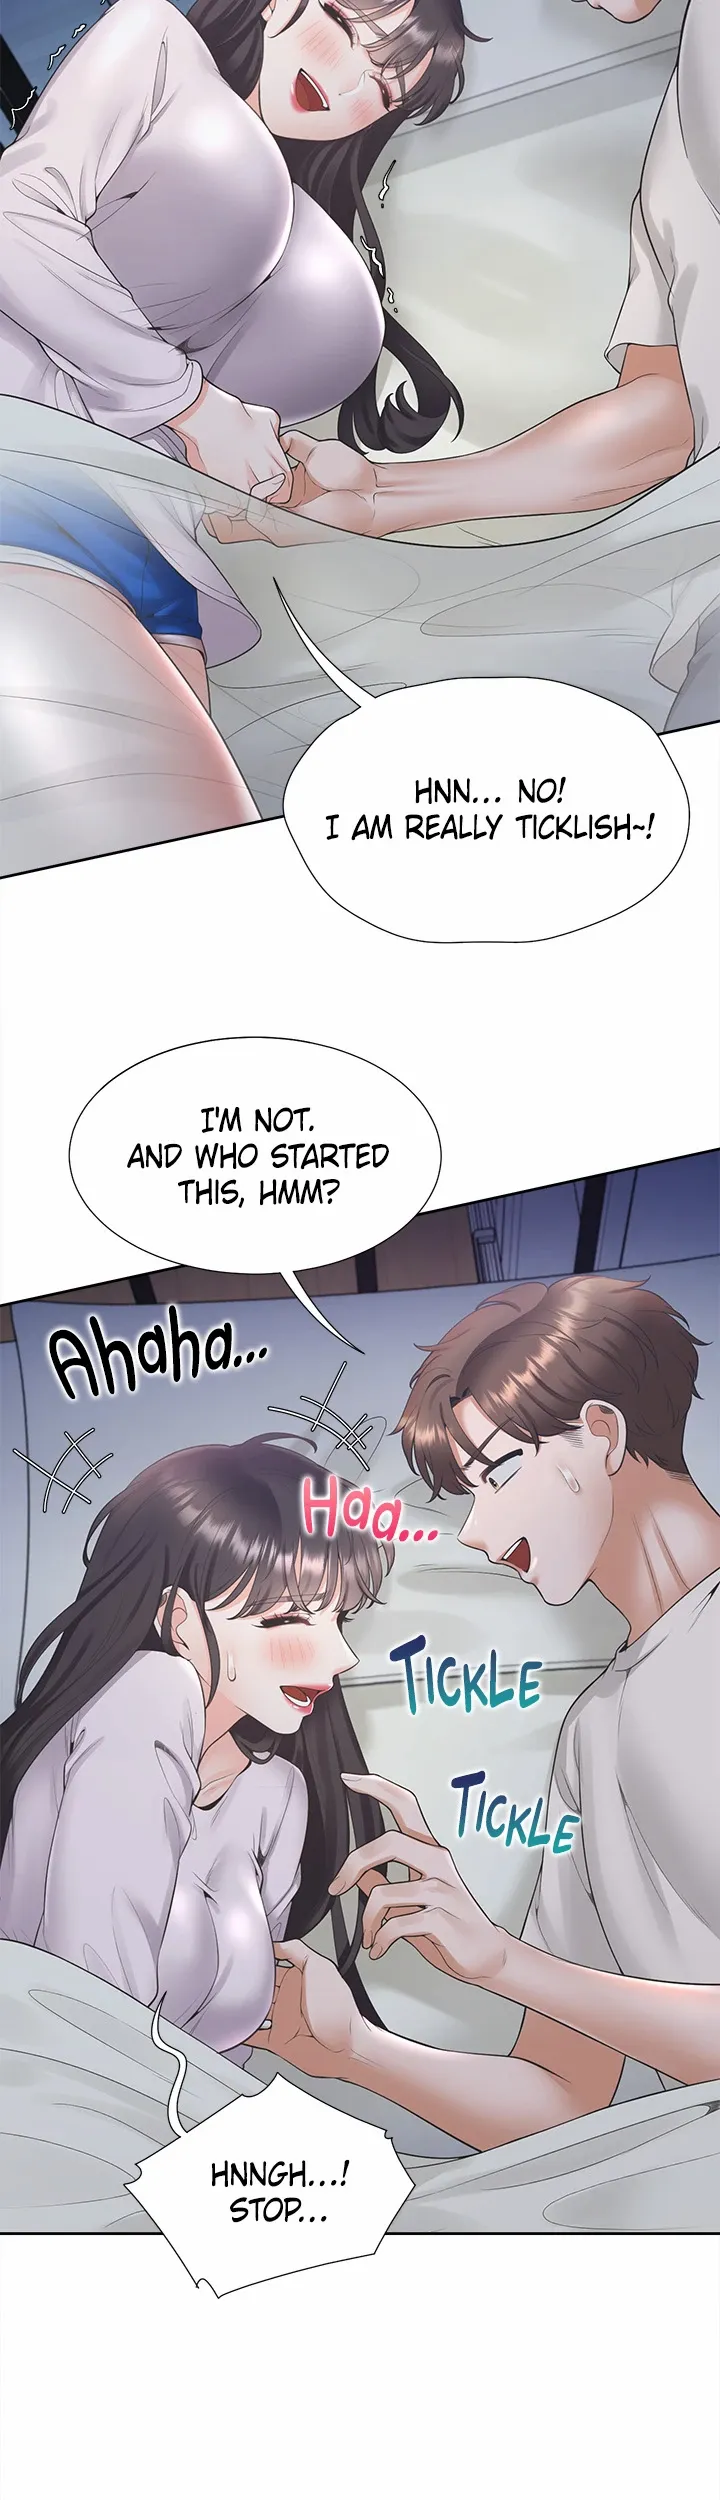 HNN... NO!
I AM REALLY TICKLISH~!
I'M NOT.
AND WHO STARTED
THIS, HMM?
Ahaha...
Haa...
TICKLE
TICKLE
HNNGH...!
STOP...